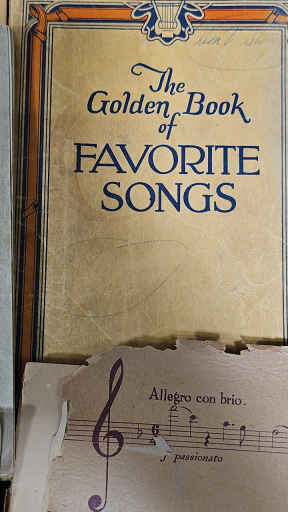 The
Golden Book
of
FAVORITE
SONGS
Allegro con brio.
passionato